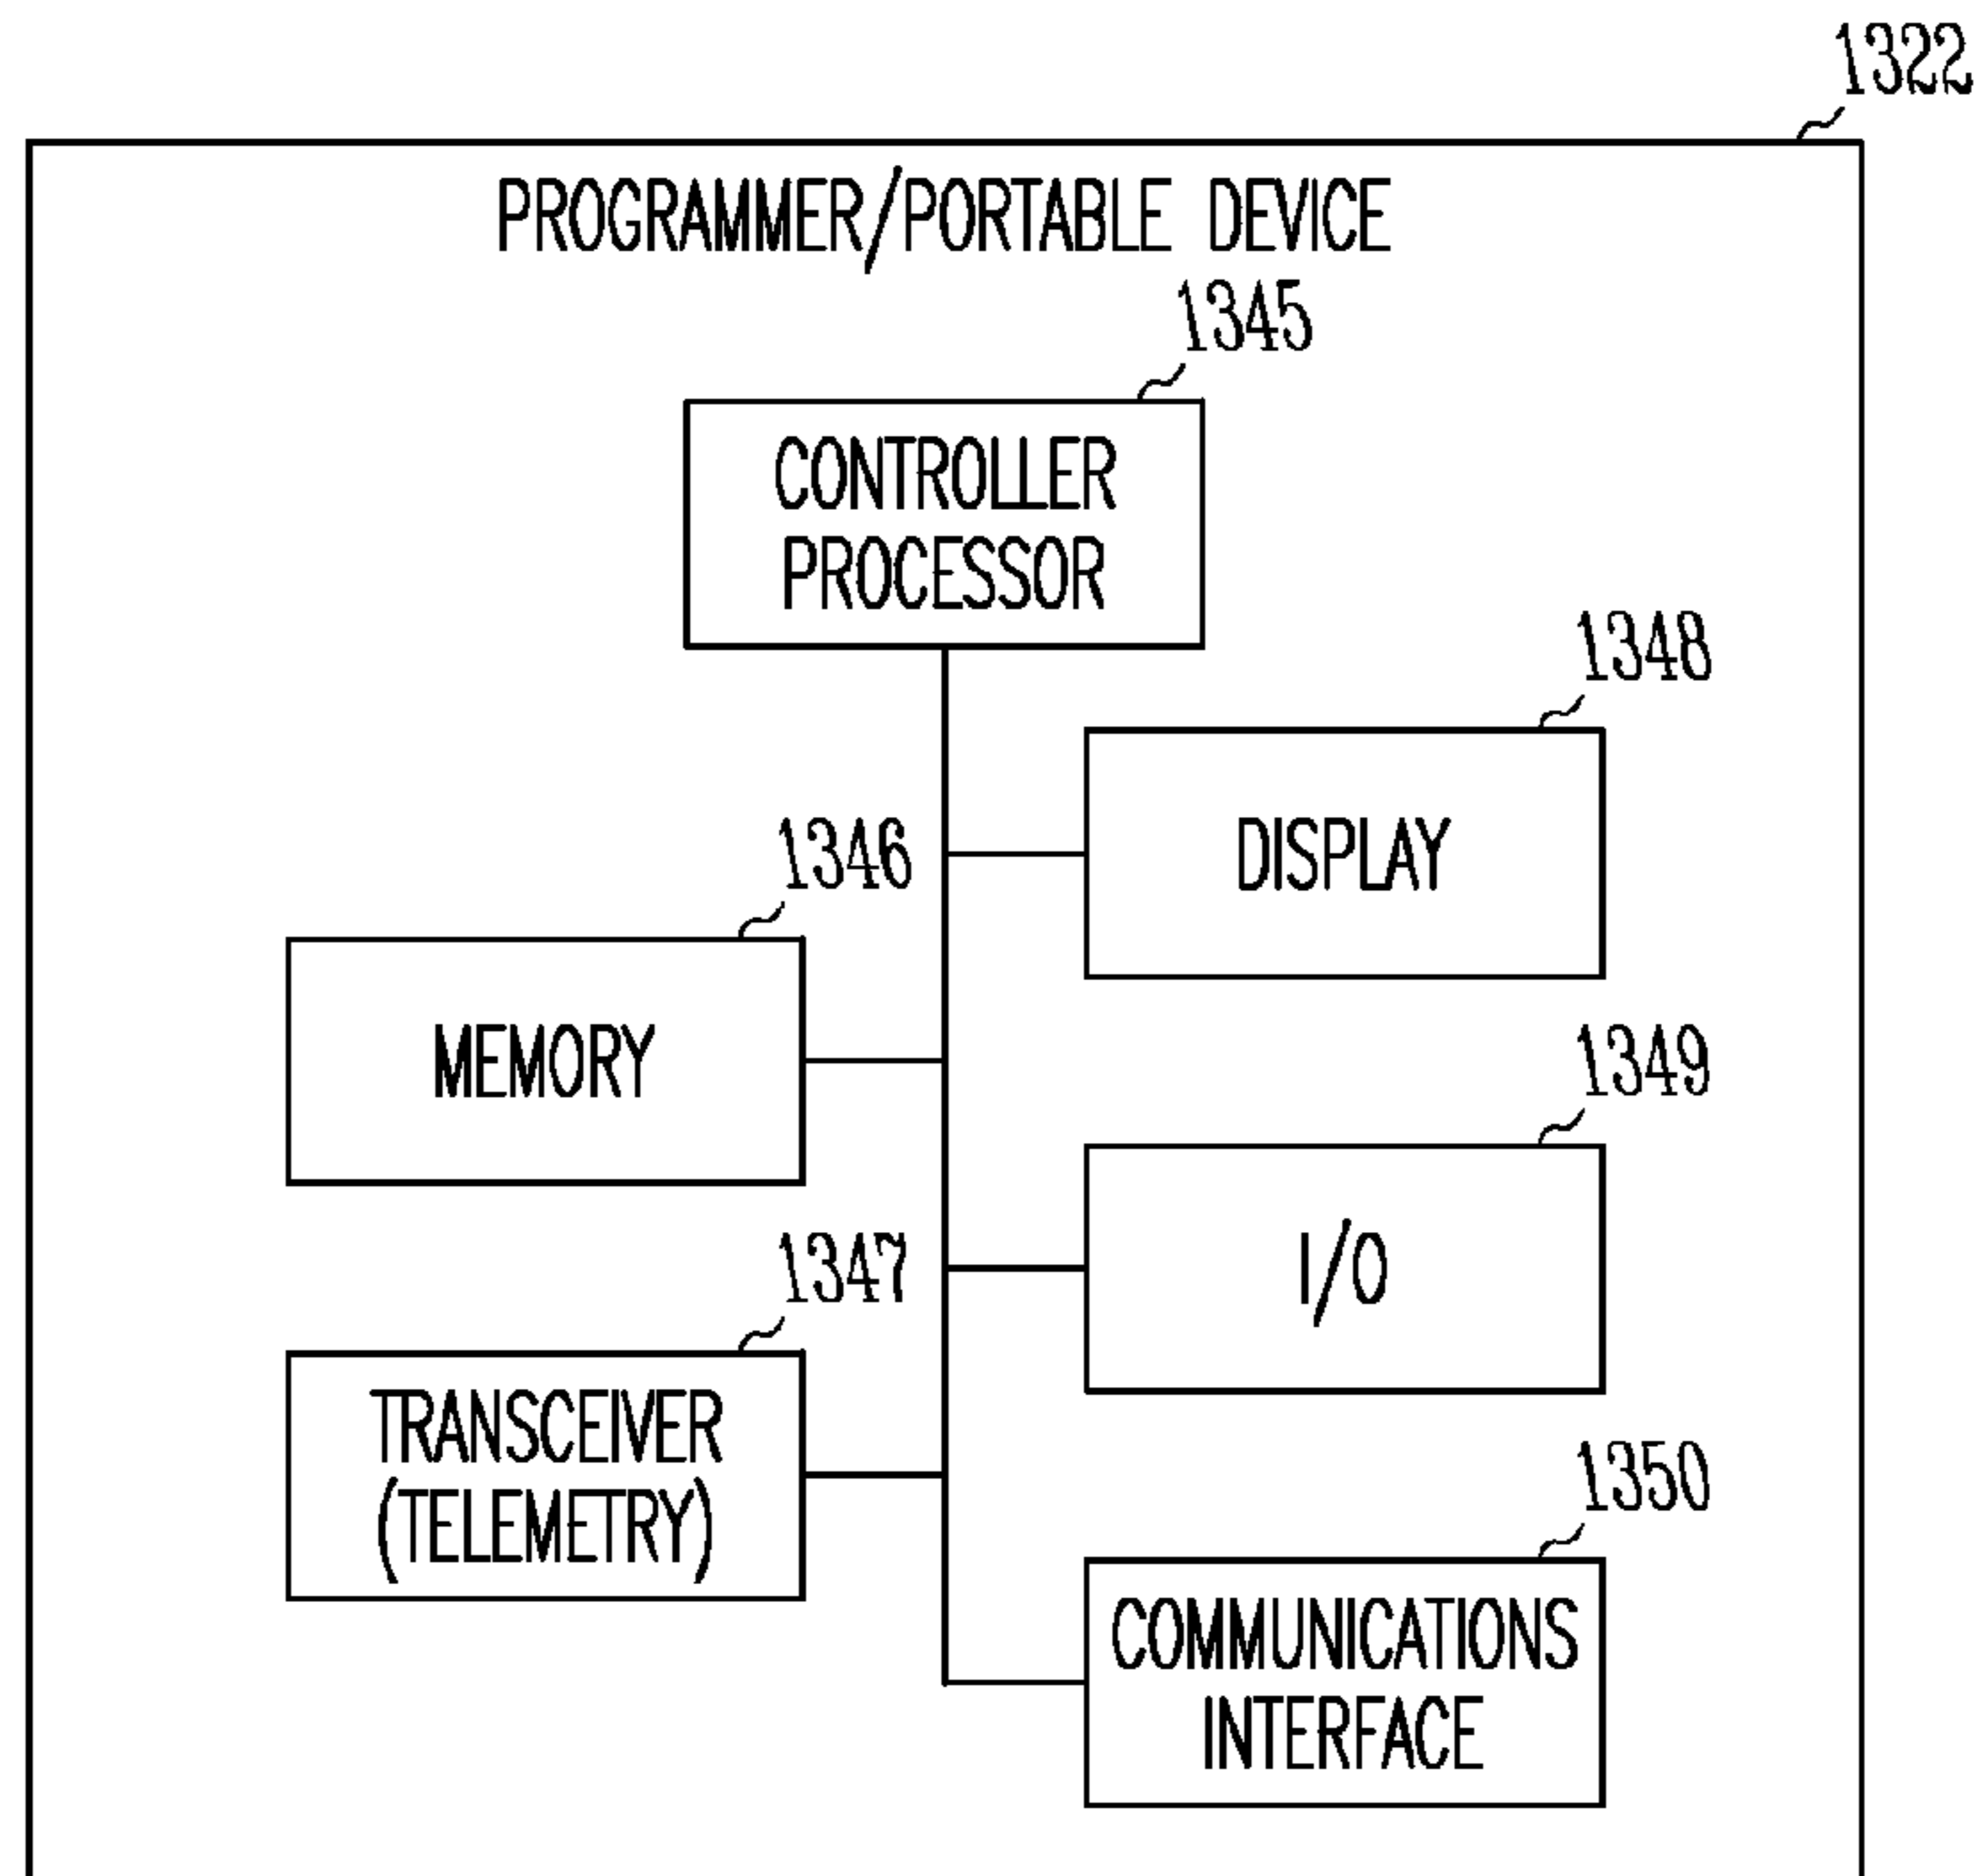 1322
PROGRAMMER/PORTABLE DEVICE
1345
CONTROLLER
PROCESSOR
1348
DISPLAY
1346
MEMORY
1349
I/O
1347
TRANSCEIVER
(TELEMETRY)
1350
COMMUNICATIONS
INTERFACE